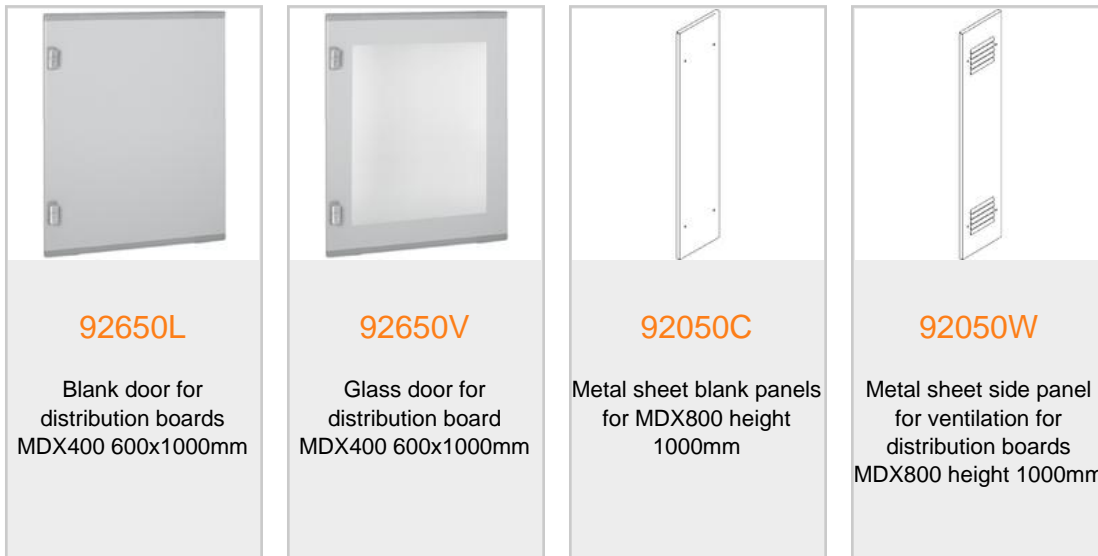 92650L
Blank door for
distribution boards
MDX400 600x1000mm
92650V
Glass door for
distribution board
MDX400 600x1000mm
92050C
Metal sheet blank panels
for MDX800 height
1000mm
92050W
Metal sheet side panel
for ventilation for
distribution boards
MDX800 height 1000mm